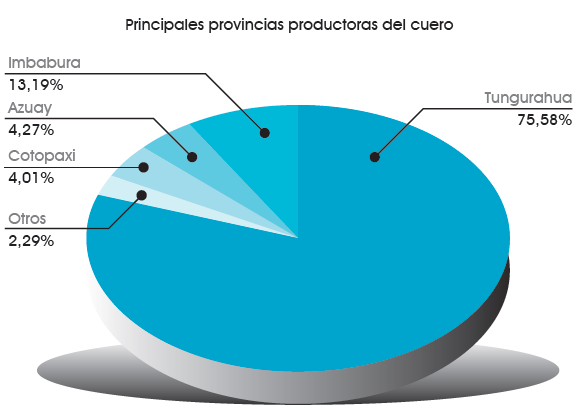 Principales provincias productoras del cuero
Imbabura
13,19%
Azuay
4,27%
Cotopaxi
4,01%
Otros
2,29%
Tungurahua
75,58%